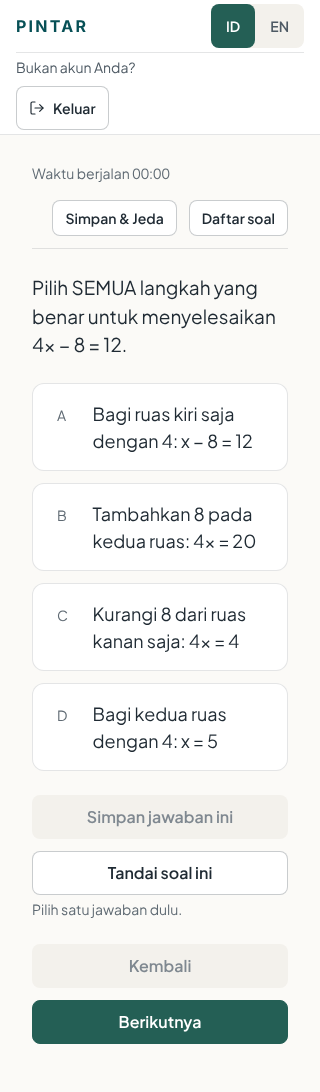 PINTAR
ID
EN
Bukan akun Anda?
Keluar
Waktu berjalan 00:00
Simpan & Jeda
Daftar soal
Pilih SEMUA langkah yang
benar untuk menyelesaikan
4× − 8 = 12.
A
Bagi ruas kiri saja
dengan 4: x − 8 = 12
B
Tambahkan 8 pada
kedua ruas: 4× = 20
C
Kurangi 8 dari ruas
kanan saja: 4× = 4
D
Bagi kedua ruas
dengan 4: x = 5
Simpan jawaban ini
Tandai soal ini
Pilih satu jawaban dulu.
Kembali
Berikutnya